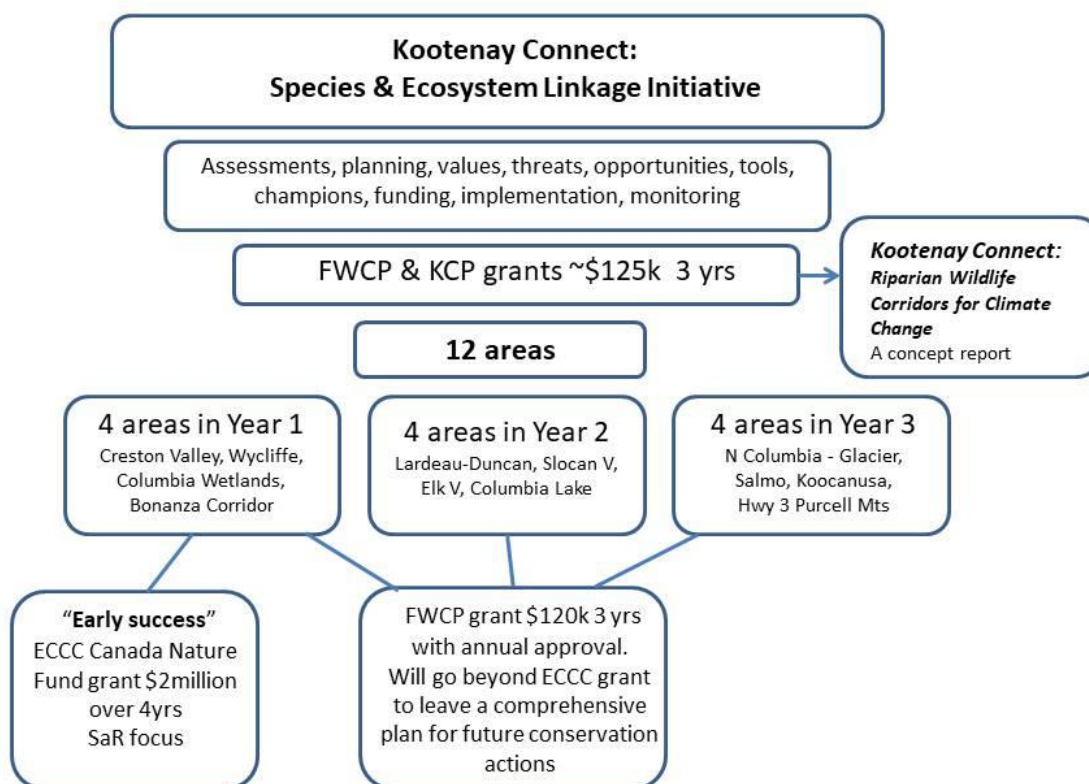 Kootenay Connect:
Species & Ecosystem Linkage Initiative
Assessments, planning, values, threats, opportunities, tools,
champions, funding, implementation, monitoring
FWCP & KCP grants ~$125k 3 yrs
Kootenay Connect:
Riparian Wildlife
Corridors for Climate
Change
A concept report
12 areas
4 areas in Year 1
Creston Valley, Wycliffe,
Columbia Wetlands,
Bonanza Corridor
4 areas in Year 2
Lardeau-Duncan, Slocan V,
Elk V, Columbia Lake
4 areas in Year 3
N Columbia - Glacier,
Salmo, Koocanusa,
Hwy 3 Purcell Mts
“Early success”
ECCC Canada Nature
Fund grant $2million
over 4yrs
SaR focus
FWCP grant $120k 3 yrs
with annual approval.
Will go beyond ECCC grant
to leave a comprehensive
plan for future conservation
actions